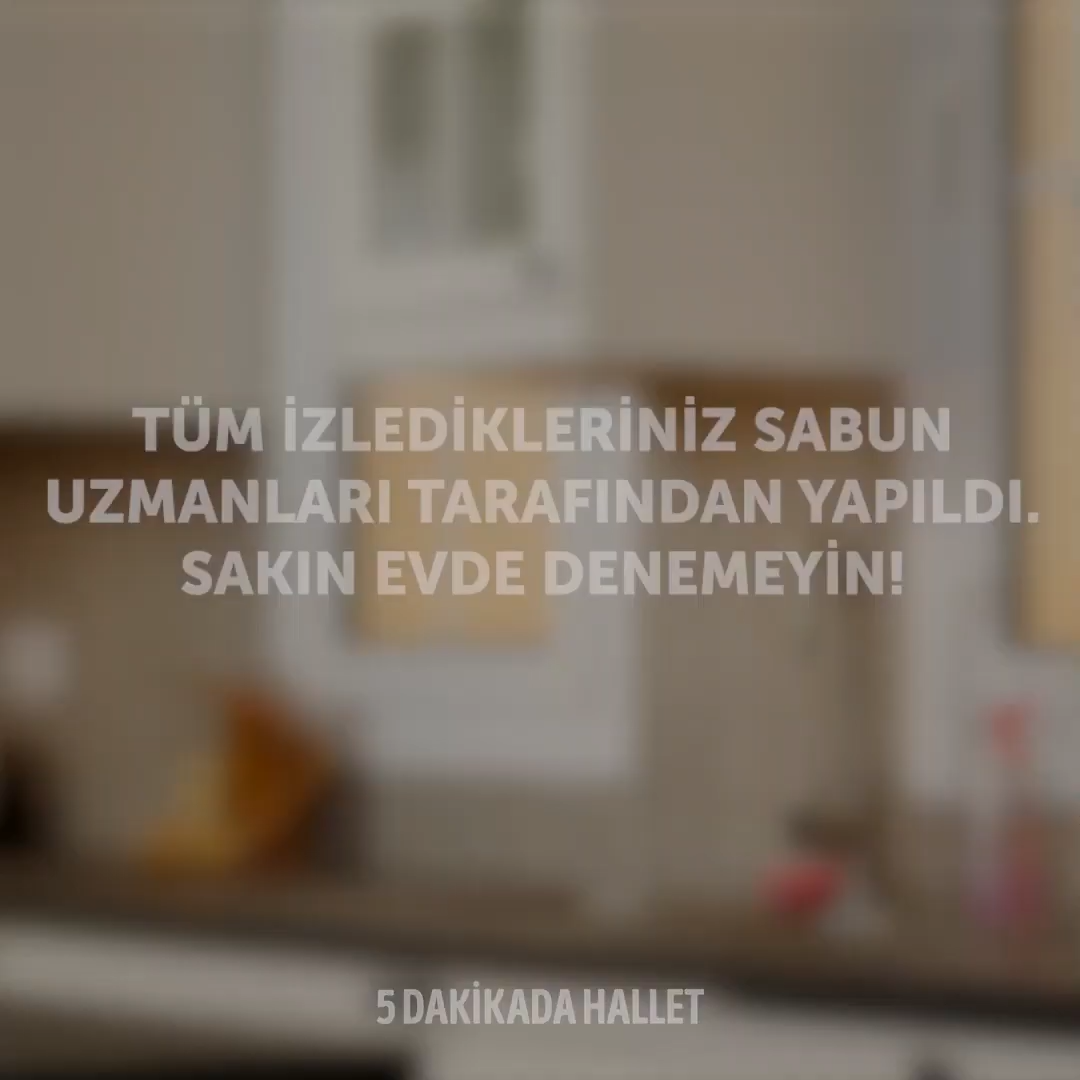 TÜM İZLEDİKLERİNİZ SABUN
UZMANLARI TARAFINDAN YAPILDI.
SAKIN EVDE DENEMEYİN!
5 DAKİKADA HALLET